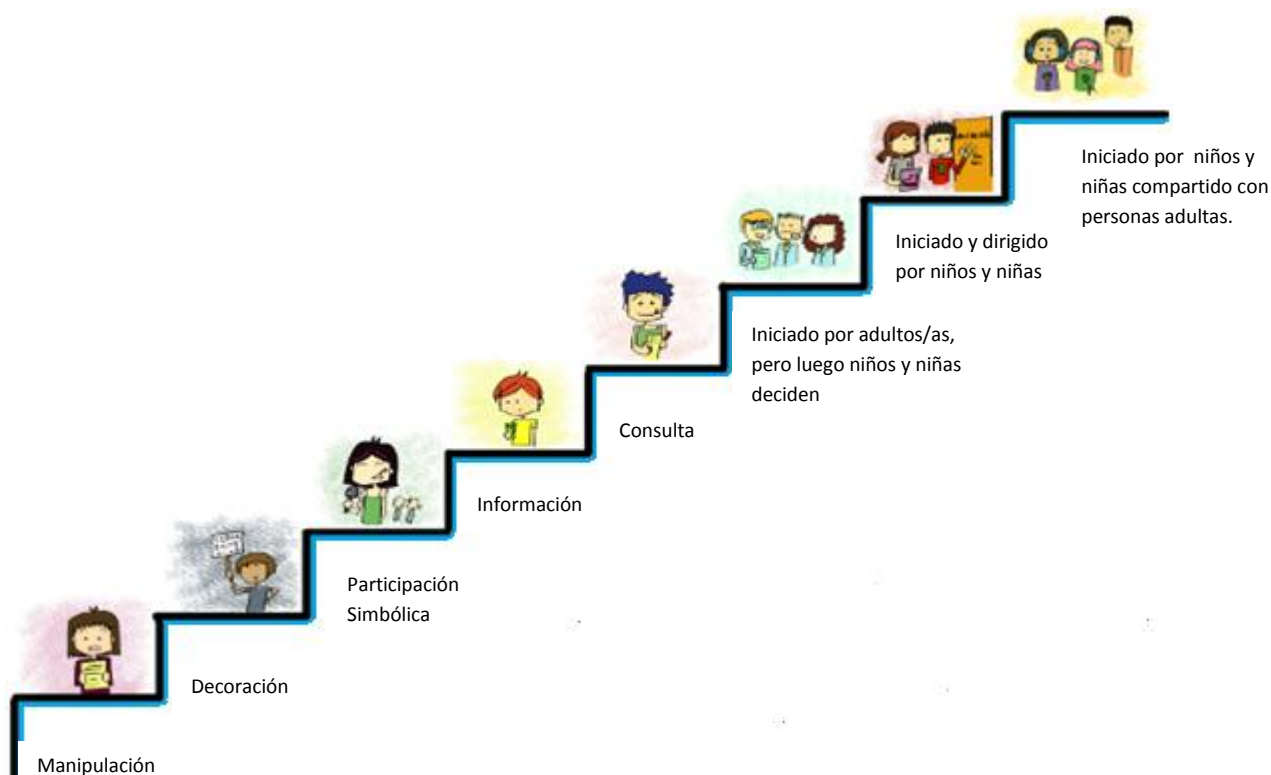 Iniciado por niños y
niñas compartido con
personas adultas.
Iniciado y dirigido
por niños y niñas
Iniciado por adultos/as,
pero luego niños y niñas
deciden
Consulta
Información
Participación
Simbólica
Decoración
Manipulación